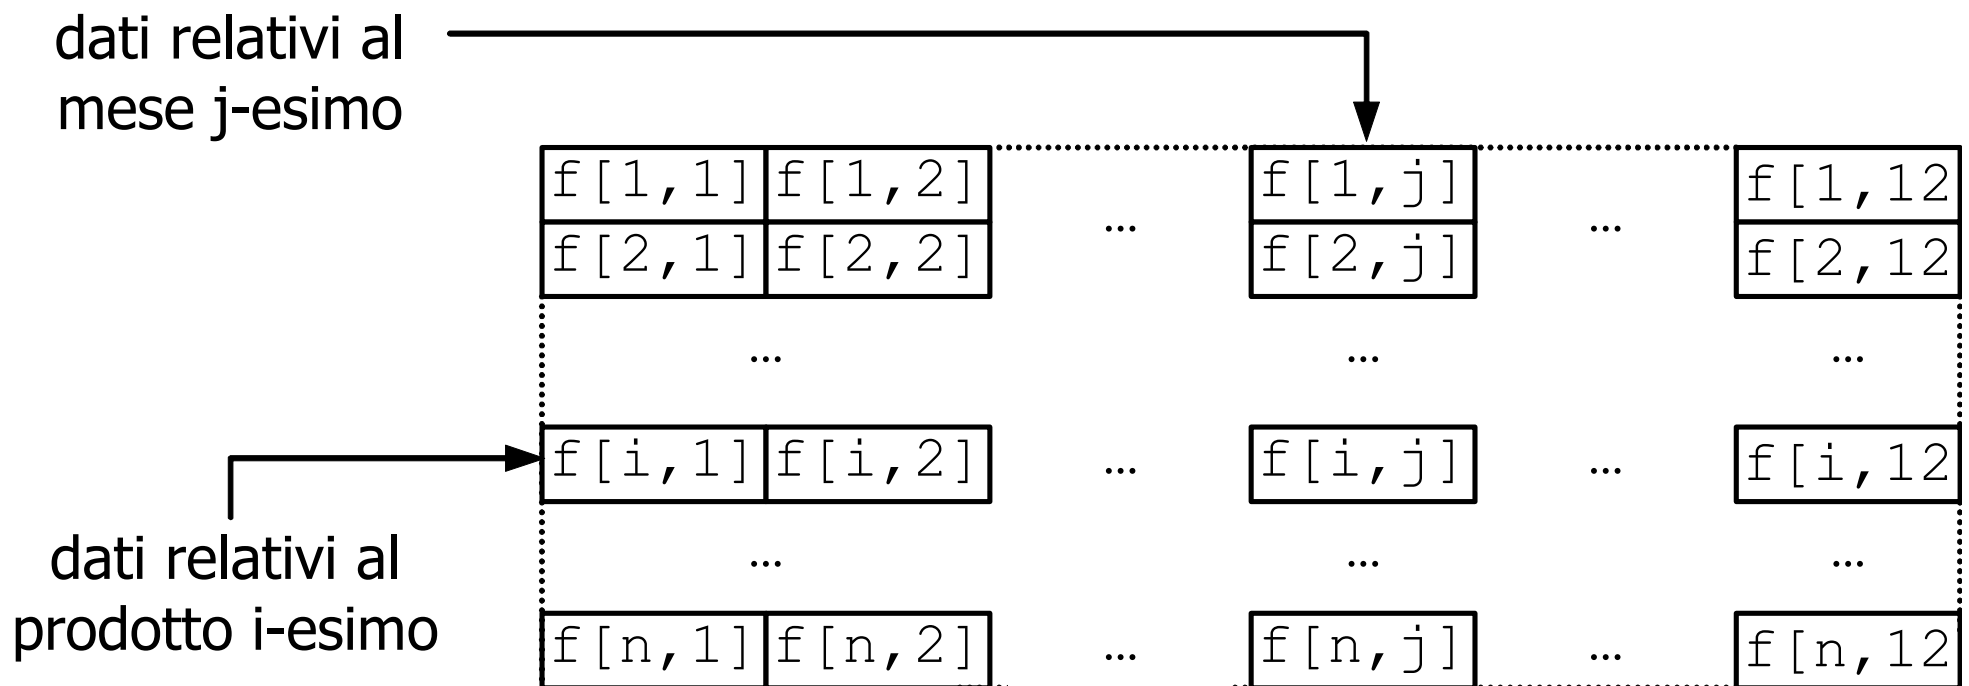 dati relativi al
mese j-esimo
f[1,1] f[1,2] ... f[1,j] ... f[1,12
f[2,1] f[2,2] f[2,j] f[2,12
... ... ...
f[i,1] f[i,2] ... f[i,j] ... f[i,12
dati relativi al
prodotto i-esimo
... ... ...
f[n,1] f[n,2] ... f[n,j] ... f[n,12